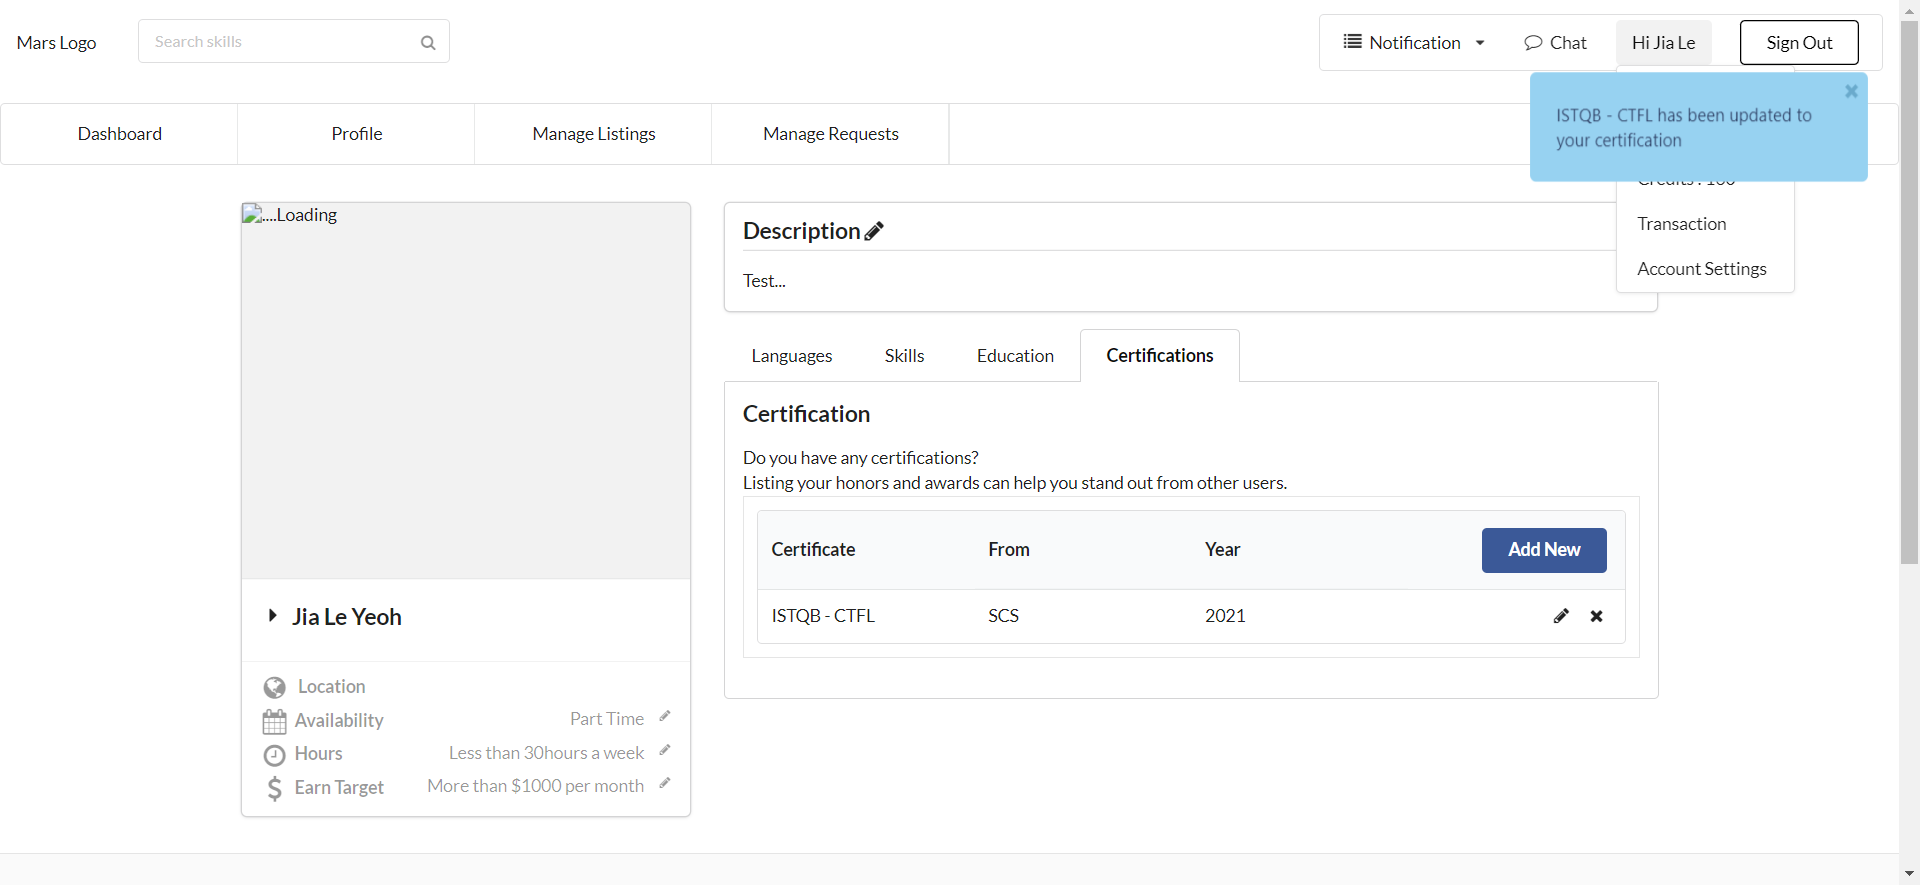 Mars Logo
Search skills
Notification
Chat
Hi Jia Le
Sign Out
ISTQB - CTFL has been updated to
your certification
Dashboard
Profile
Manage Listings
Manage Requests
Credits : 100
Transaction
Account Settings
....Loading
Description
Test...
Languages
Skills
Education
Certifications
Certification
Do you have any certifications?
Listing your honors and awards can help you stand out from other users.
Certificate
From
Year
Add New
ISTQB - CTFL
SCS
2021
Jia Le Yeoh
Location
Availability
Part Time
Hours
Less than 30hours a week
Earn Target
More than $1000 per month